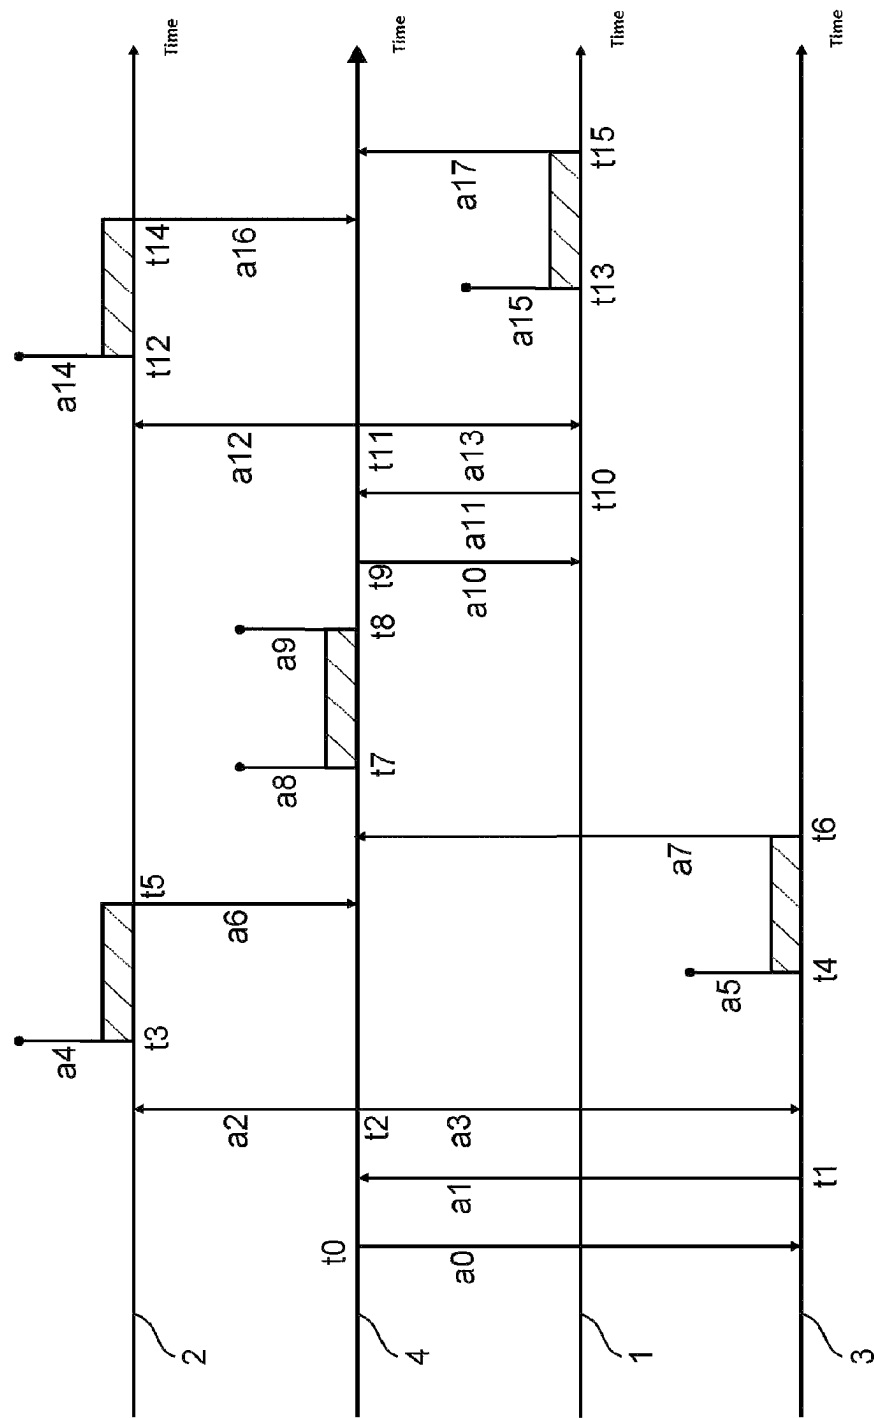 a4 a14
t3 t5 t12 t14 Time
2
a2 a6 a12 a16
a8 a9
t0
t2 t7 t8 t9 t11 Time
4
a0 a1 a3 a10 a11 a13 a17
a15
t10 t13 t15 Time
1
a7
a5
t1 t4 t6 Time
3